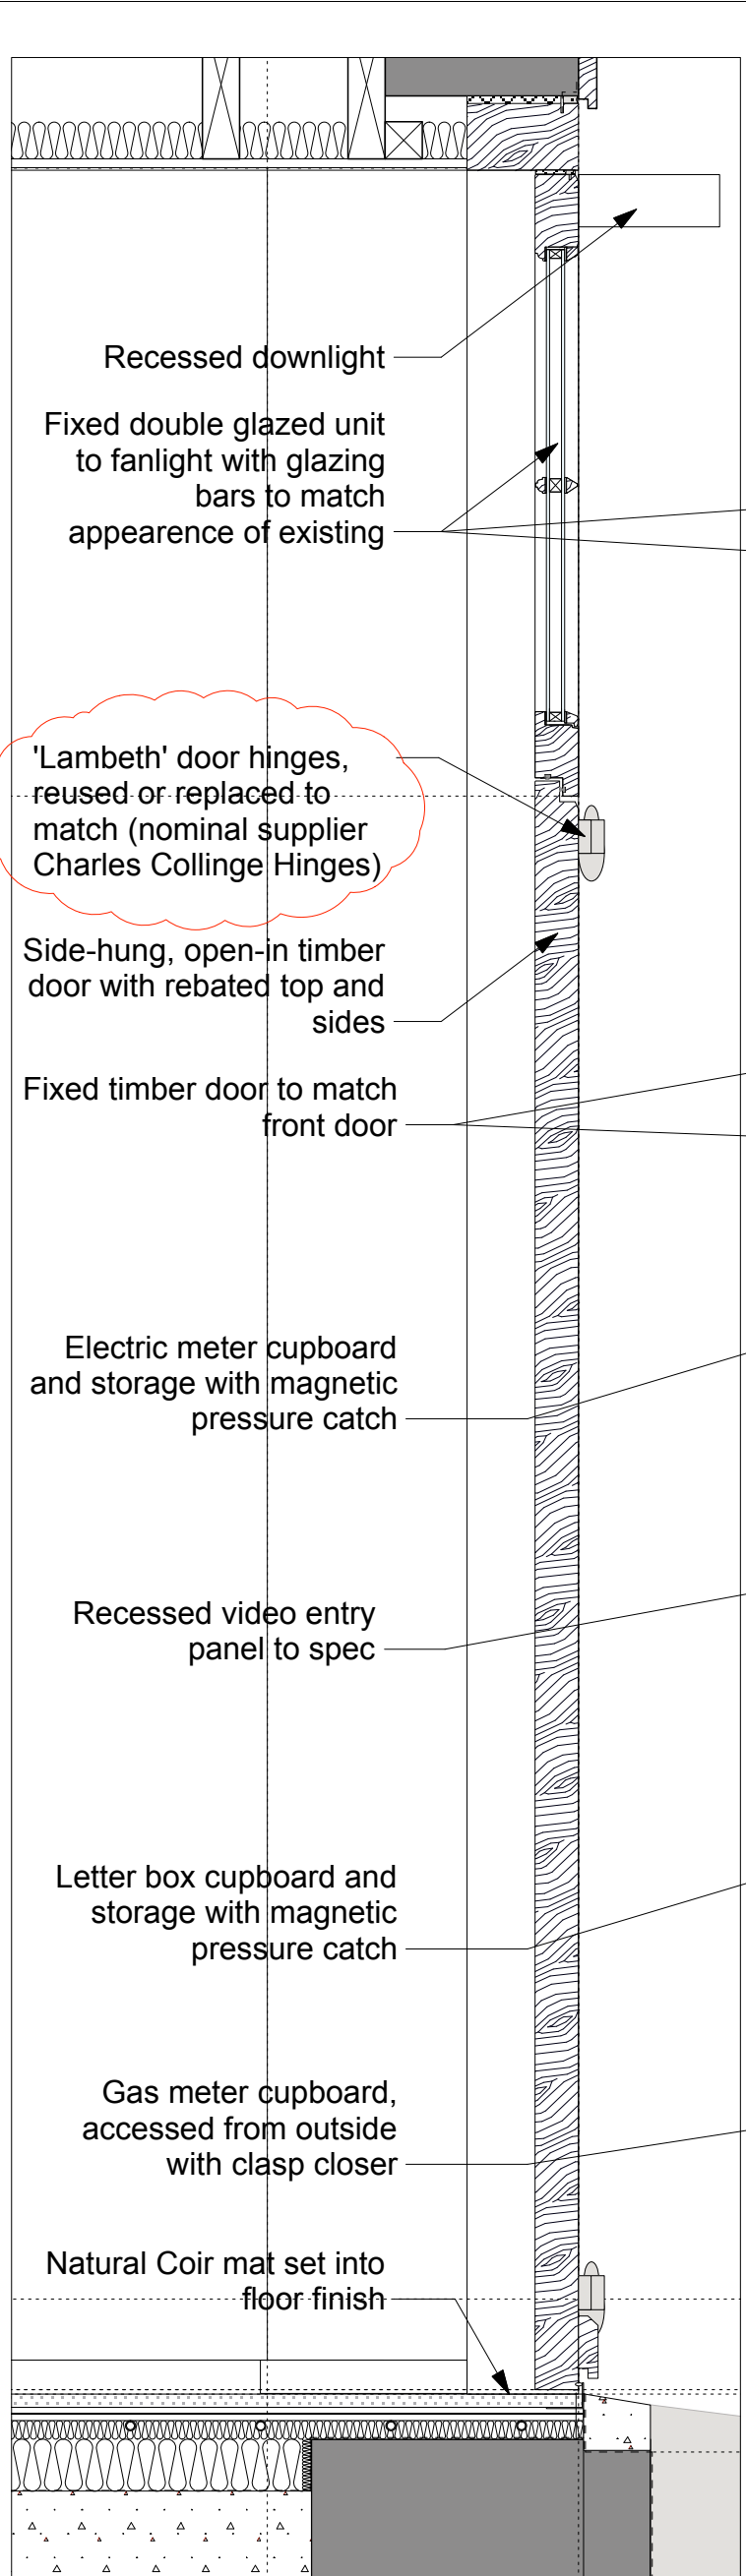 Recessed downlight
Fixed double glazed unit
to fanlight with glazing
bars to match
appearence of existing
'Lambeth' door hinges,
reused or replaced to
match (nominal supplier
Charles Collinge Hinges)
Side-hung, open-in timber
door with rebated top and
sides
Fixed timber door to match
front door
Electric meter cupboard
and storage with magnetic
pressure catch
Recessed video entry
panel to spec
Letter box cupboard and
storage with magnetic
pressure catch
Gas meter cupboard,
accessed from outside
with clasp closer
Natural Coir mat set into
floor finish